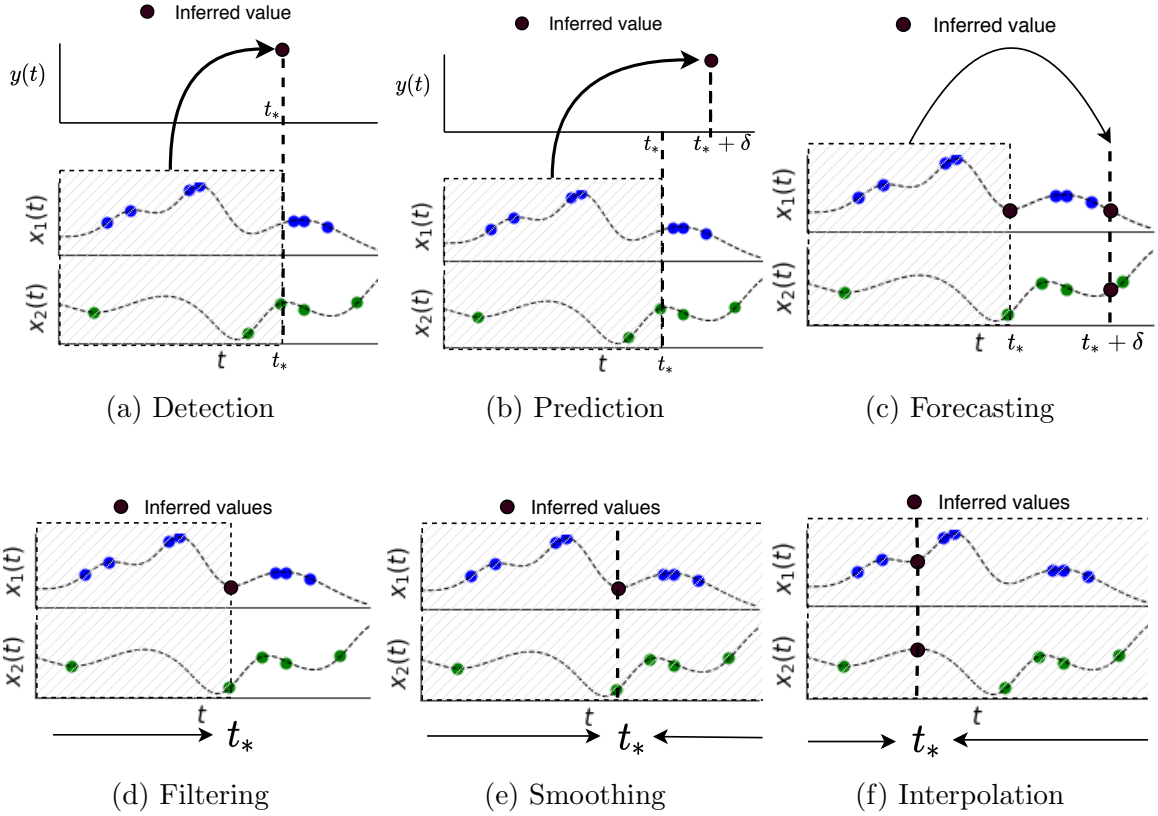 Inferred value
y(t)
t*
x₁(t)
x₂(t)
t
t*
(a) Detection
Inferred value
y(t)
t* t* + δ
x₁(t)
x₂(t)
t
t*
(b) Prediction
Inferred value
x₁(t)
x₂(t)
t t* t* + δ
(c) Forecasting
Inferred values
x₁(t)
x₂(t)
t
t*
(d) Filtering
Inferred values
x₁(t)
x₂(t)
t
t*
(e) Smoothing
Inferred values
x₁(t)
x₂(t)
t
t*
(f) Interpolation